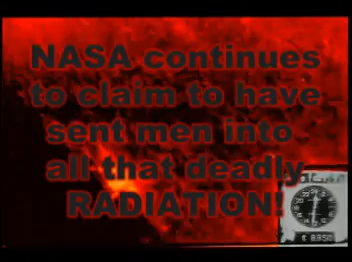 NASA continues
to claim to have
sent men into
all that deadly
RADIATION!